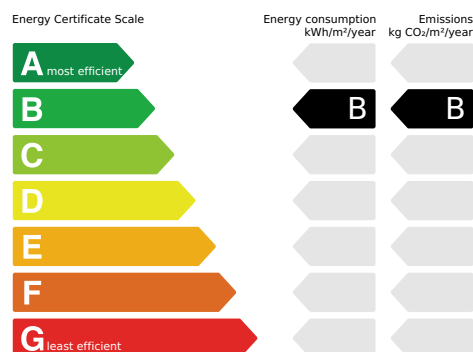 Energy Certificate Scale
Energy consumption
kWh/m²/year
Emissions
kg CO₂/m²/year
A most efficient
B
B
B
C
D
E
F
G least efficient